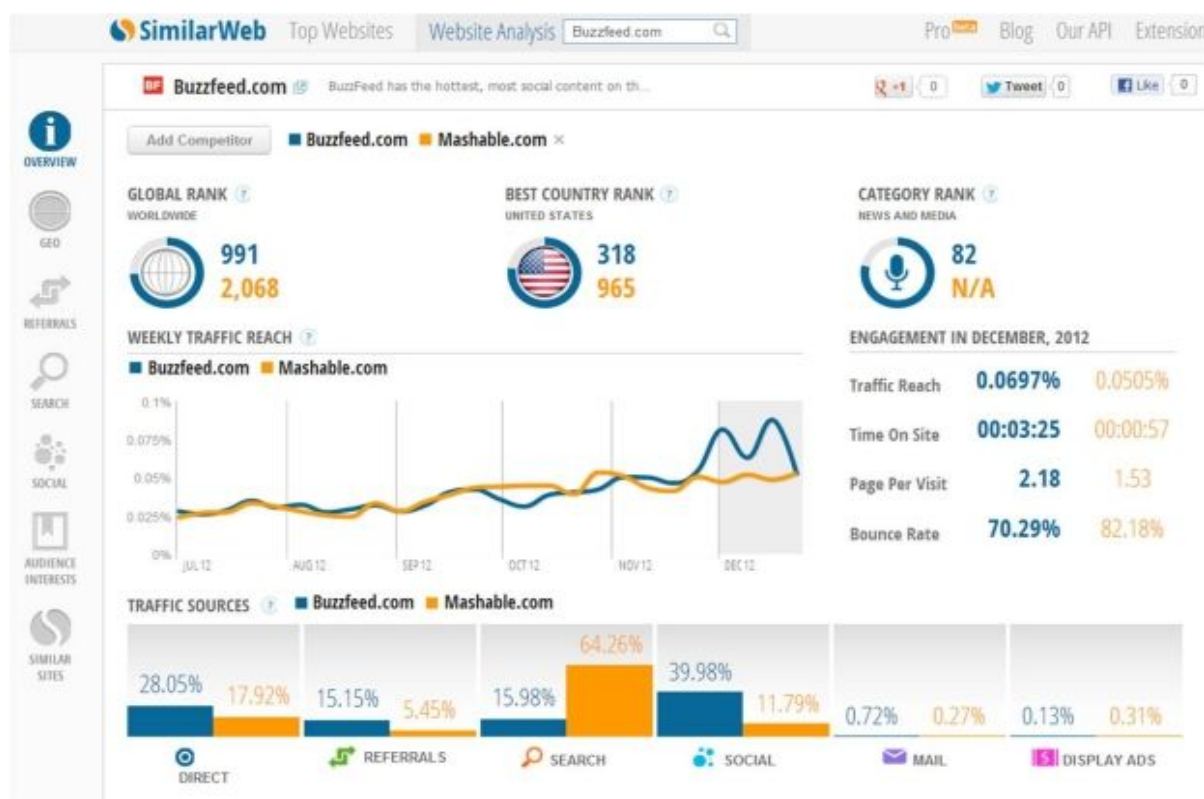 SimilarWeb Top Websites Website Analysis Buzzfeed.com Pro Beta Blog Our API Extension
BF Buzzfeed.com BuzzFeed has the hottest, most social content on th... g +1 0 Tweet 0 Like 0
Add Competitor Buzzfeed.com Mashable.com ×
OVERVIEW
GEO
REFERRALS
SEARCH
SOCIAL
AUDIENCE
INTERESTS
SIMILAR
SITES
GLOBAL RANK ?
WORLDWIDE
991
2,068
BEST COUNTRY RANK ?
UNITED STATES
318
965
CATEGORY RANK ?
NEWS AND MEDIA
82
N/A
WEEKLY TRAFFIC REACH ?
Buzzfeed.com Mashable.com
0.1%
0.075%
0.05%
0.025%
0%
JUL 12 AUG 12 SEP 12 OCT 12 NOV 12 DEC 12
ENGAGEMENT IN DECEMBER, 2012
Traffic Reach 0.0697% 0.0505%
Time On Site 00:03:25 00:00:57
Page Per Visit 2.18 1.53
Bounce Rate 70.29% 82.18%
TRAFFIC SOURCES ? Buzzfeed.com Mashable.com
28.05% 17.92% 15.15% 5.45% 15.98% 64.26% 39.98% 11.79% 0.72% 0.27% 0.13% 0.31%
DIRECT REFERRALS SEARCH SOCIAL MAIL $ DISPLAY ADS